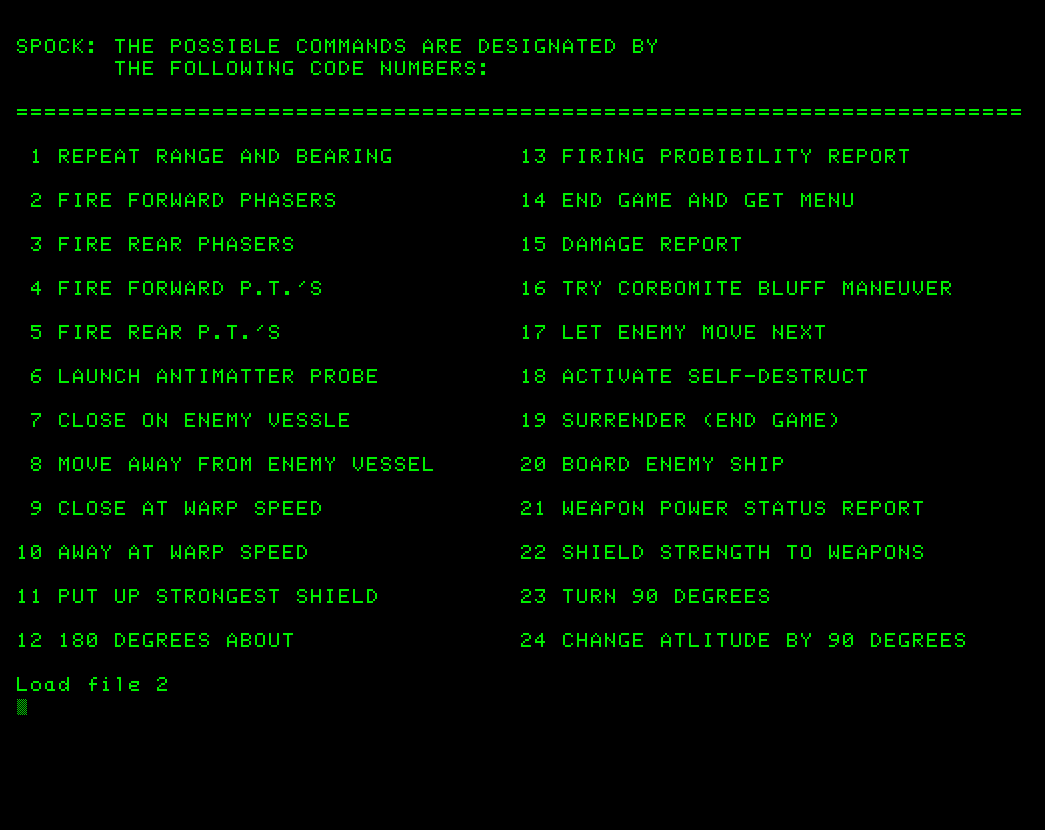 SPOCK: THE POSSIBLE COMMANDS ARE DESIGNATED BY
THE FOLLOWING CODE NUMBERS:
========================================================================
1 REPEAT RANGE AND BEARING 13 FIRING PROBIBILITY REPORT
2 FIRE FORWARD PHASERS 14 END GAME AND GET MENU
3 FIRE REAR PHASERS 15 DAMAGE REPORT
4 FIRE FORWARD P.T.'S 16 TRY CORBOMITE BLUFF MANEUVER
5 FIRE REAR P.T.'S 17 LET ENEMY MOVE NEXT
6 LAUNCH ANTIMATTER PROBE 18 ACTIVATE SELF-DESTRUCT
7 CLOSE ON ENEMY VESSLE 19 SURRENDER (END GAME)
8 MOVE AWAY FROM ENEMY VESSEL 20 BOARD ENEMY SHIP
9 CLOSE AT WARP SPEED 21 WEAPON POWER STATUS REPORT
10 AWAY AT WARP SPEED 22 SHIELD STRENGTH TO WEAPONS
11 PUT UP STRONGEST SHIELD 23 TURN 90 DEGREES
12 180 DEGREES ABOUT 24 CHANGE ATLITUDE BY 90 DEGREES
Load file 2